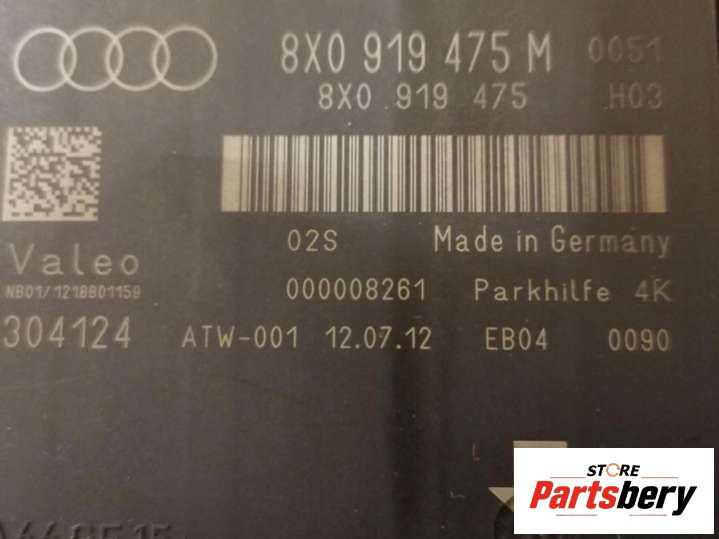 8X0 919 475 M 0051
8X0 919 475 H03
02S Made in Germany
Valeo
NB01/1218801159
000008261 Parkhilfe 4K
304124 ATW-001 12.07.12 EB04 0090
STORE
Partsbery